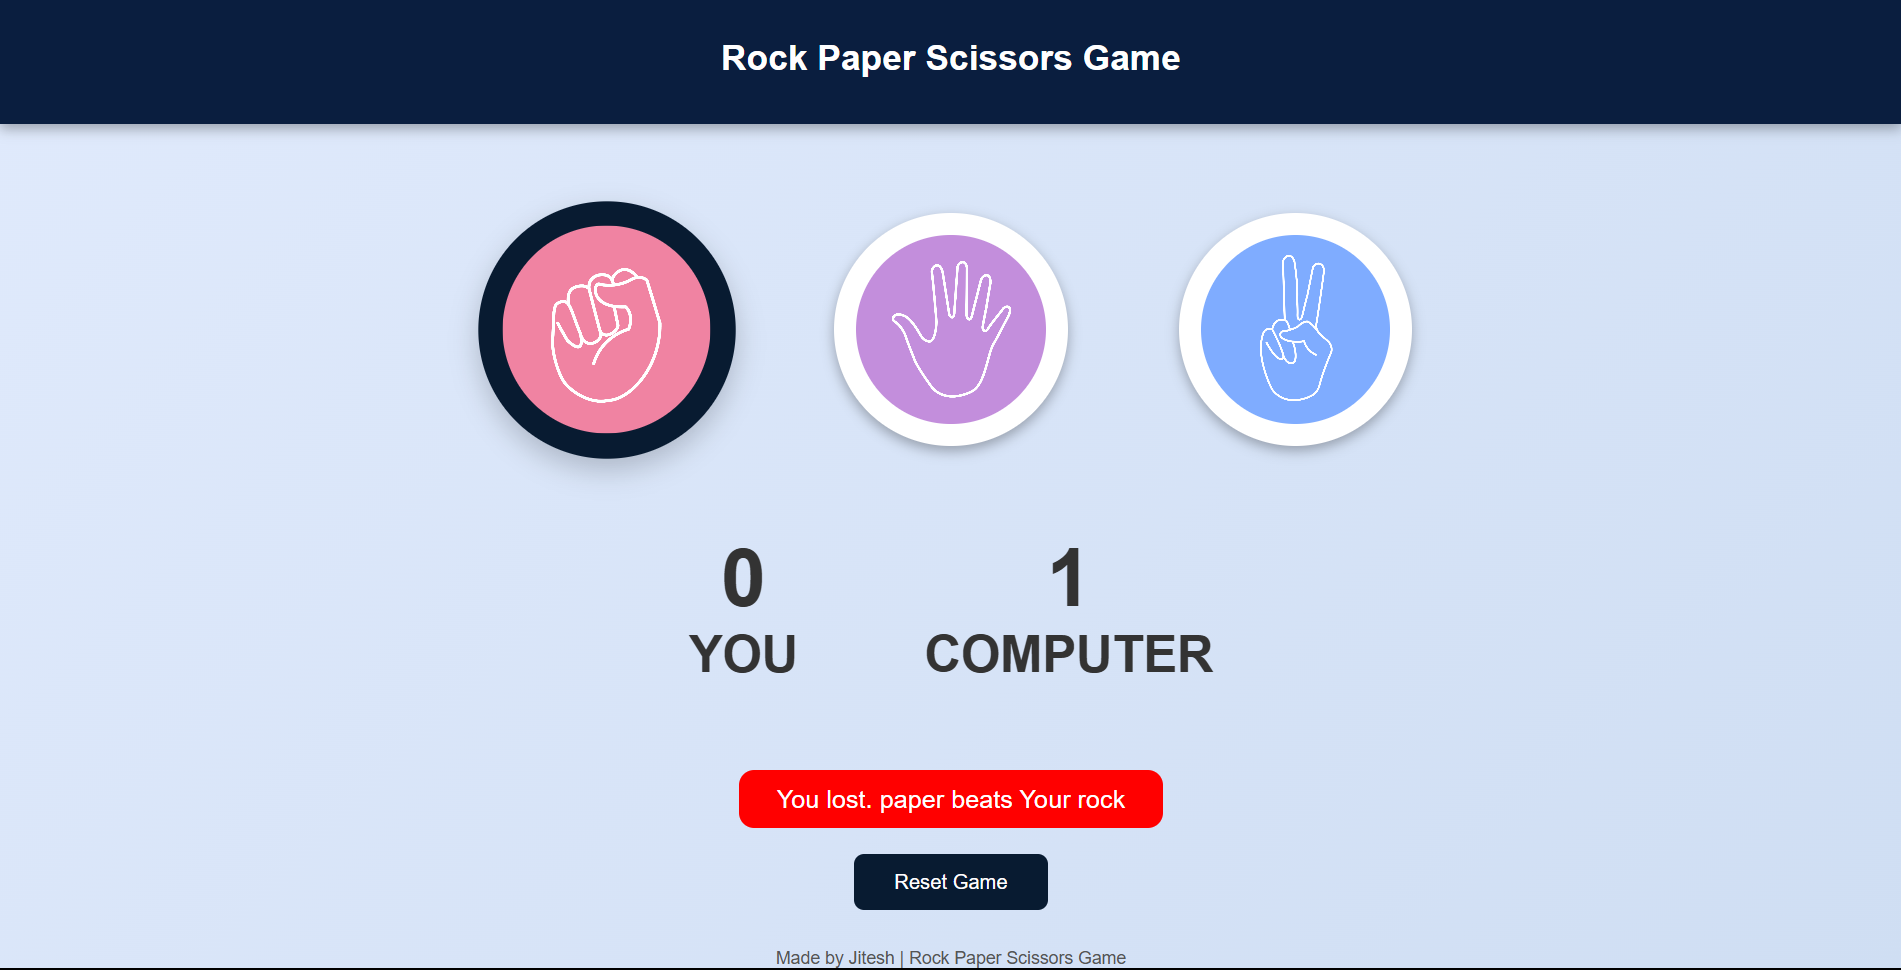 Rock Paper Scissors Game
0
YOU
1
COMPUTER
You lost. paper beats Your rock
Reset Game
Made by Jitesh | Rock Paper Scissors Game